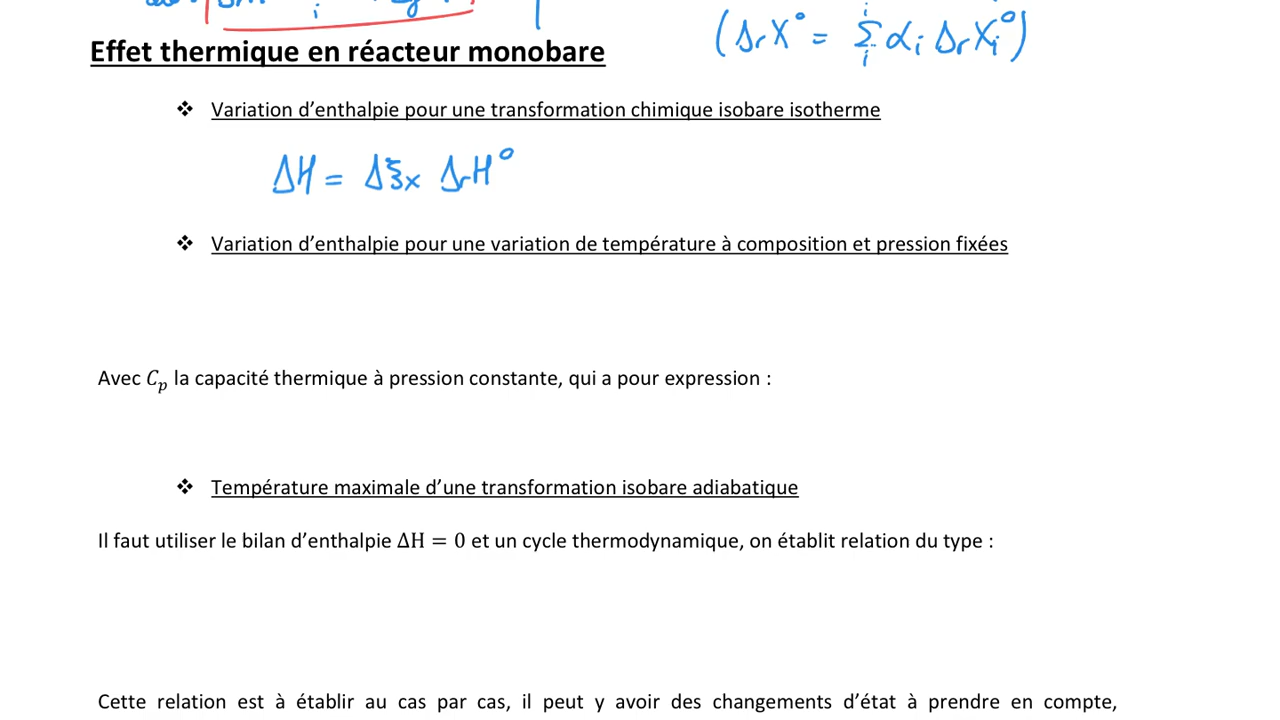 (ΔrX° = Σ αi ΔrXi°)
i
Effet thermique en réacteur monobare
❖ Variation d’enthalpie pour une transformation chimique isobare isotherme
ΔH = Δξ x ΔrH°
❖ Variation d’enthalpie pour une variation de température à composition et pression fixées
Avec Cp la capacité thermique à pression constante, qui a pour expression :
❖ Température maximale d’une transformation isobare adiabatique
Il faut utiliser le bilan d’enthalpie ΔH = 0 et un cycle thermodynamique, on établit relation du type :
Cette relation est à établir au cas par cas, il peut y avoir des changements d’état à prendre en compte,